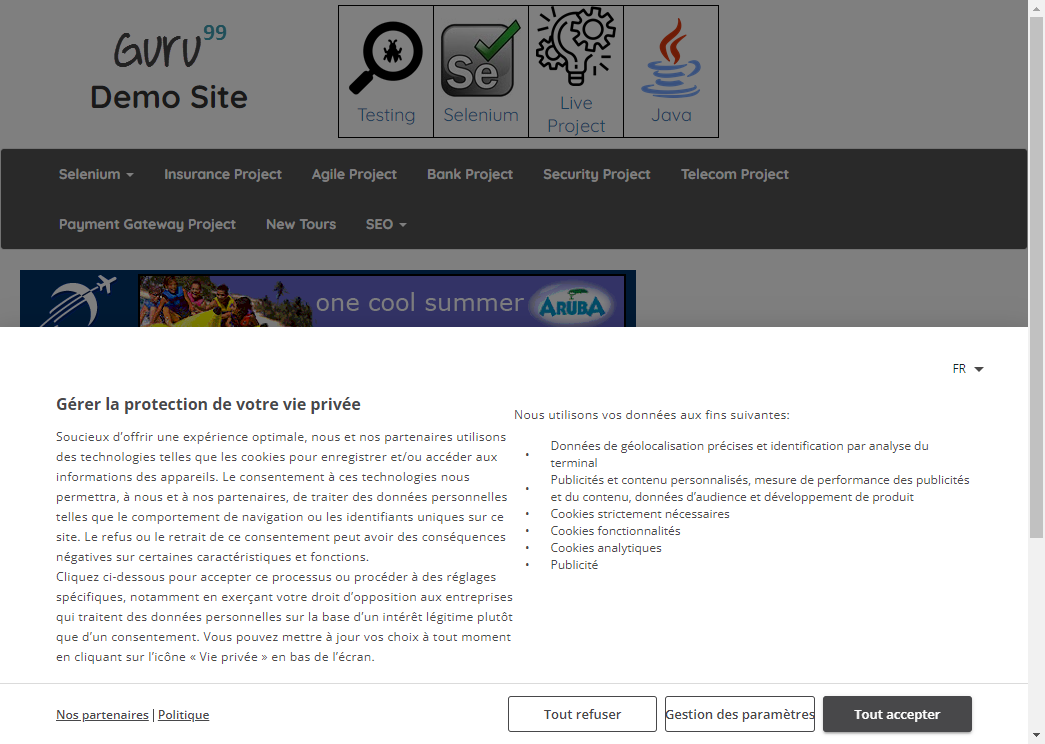 Guru99
Demo Site
Testing
Selenium
Live
Project
Java
Se
Selenium
Insurance Project
Agile Project
Bank Project
Security Project
Telecom Project
Payment Gateway Project
New Tours
SEO
one cool summer
ARUBA
FR
Gérer la protection de votre vie privée
Soucieux d’offrir une expérience optimale, nous et nos partenaires utilisons
des technologies telles que les cookies pour enregistrer et/ou accéder aux
informations des appareils. Le consentement à ces technologies nous
permettra, à nous et à nos partenaires, de traiter des données personnelles
telles que le comportement de navigation ou les identifiants uniques sur ce
site. Le refus ou le retrait de ce consentement peut avoir des conséquences
négatives sur certaines caractéristiques et fonctions.
Cliquez ci-dessous pour accepter ce processus ou procéder à des réglages
spécifiques, notamment en exerçant votre droit d’opposition aux entreprises
qui traitent des données personnelles sur la base d’un intérêt légitime plutôt
que d’un consentement. Vous pouvez mettre à jour vos choix à tout moment
en cliquant sur l’icône « Vie privée » en bas de l’écran.
Nous utilisons vos données aux fins suivantes:
• Données de géolocalisation précises et identification par analyse du
terminal
• Publicités et contenu personnalisés, mesure de performance des publicités
et du contenu, données d’audience et développement de produit
• Cookies strictement nécessaires
• Cookies fonctionnalités
• Cookies analytiques
• Publicité
Nos partenaires | Politique
Tout refuser
Gestion des paramètres
Tout accepter